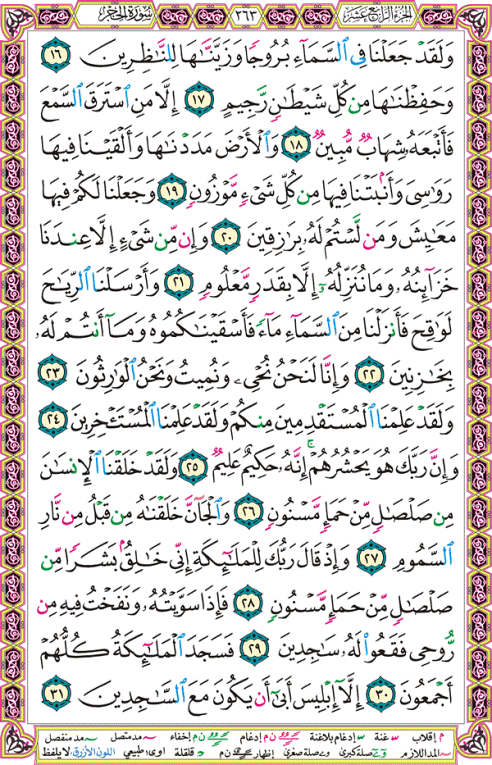 الجزء الرابع عشر ٢٦٣ سورة الحجر
وَلَقَدْ جَعَلْنَا فِى ٱلسَّمَآءِ بُرُوجًا وَزَيَّنَّٰهَا لِلنَّٰظِرِينَ ١٦
وَحَفِظْنَٰهَا مِن كُلِّ شَيْطَٰنٍ رَّجِيمٍ ١٧ إِلَّا مَنِ ٱسْتَرَقَ ٱلسَّمْعَ
فَأَتْبَعَهُۥ شِهَابٌ مُّبِينٌ ١٨ وَٱلْأَرْضَ مَدَدْنَٰهَا وَأَلْقَيْنَا فِيهَا
رَوَٰسِىَ وَأَنۢبَتْنَا فِيهَا مِن كُلِّ شَىْءٍ مَّوْزُونٍ ١٩ وَجَعَلْنَا لَكُمْ فِيهَا
مَعَٰيِشَ وَمَن لَّسْتُمْ لَهُۥ بِرَٰزِقِينَ ٢٠ وَإِن مِّن شَىْءٍ إِلَّا عِندَنَا
خَزَآئِنُهُۥ وَمَا نُنَزِّلُهُۥٓ إِلَّا بِقَدَرٍ مَّعْلُومٍ ٢١ وَأَرْسَلْنَا ٱلرِّيَٰحَ
لَوَٰقِحَ فَأَنزَلْنَا مِنَ ٱلسَّمَآءِ مَآءً فَأَسْقَيْنَٰكُمُوهُ وَمَآ أَنتُمْ لَهُۥ
بِخَٰزِنِينَ ٢٢ وَإِنَّا لَنَحْنُ نُحْىِۦ وَنُمِيتُ وَنَحْنُ ٱلْوَٰرِثُونَ ٢٣
وَلَقَدْ عَلِمْنَا ٱلْمُسْتَقْدِمِينَ مِنكُمْ وَلَقَدْ عَلِمْنَا ٱلْمُسْتَـْٔخِرِينَ ٢٤
وَإِنَّ رَبَّكَ هُوَ يَحْشُرُهُمْ ۚ إِنَّهُۥ حَكِيمٌ عَلِيمٌ ٢٥ وَلَقَدْ خَلَقْنَا ٱلْإِنسَٰنَ
مِن صَلْصَٰلٍ مِّنْ حَمَإٍ مَّسْنُونٍ ٢٦ وَٱلْجَآنَّ خَلَقْنَٰهُ مِن قَبْلُ مِن نَّارِ
ٱلسَّمُومِ ٢٧ وَإِذْ قَالَ رَبُّكَ لِلْمَلَٰٓئِكَةِ إِنِّى خَٰلِقٌۢ بَشَرًا مِّن
صَلْصَٰلٍ مِّنْ حَمَإٍ مَّسْنُونٍ ٢٨ فَإِذَا سَوَّيْتُهُۥ وَنَفَخْتُ فِيهِ مِن
رُّوحِى فَقَعُوا۟ لَهُۥ سَٰجِدِينَ ٢٩ فَسَجَدَ ٱلْمَلَٰٓئِكَةُ كُلُّهُمْ
أَجْمَعُونَ ٣٠ إِلَّآ إِبْلِيسَ أَبَىٰٓ أَن يَكُونَ مَعَ ٱلسَّٰجِدِينَ ٣١
م إقلاب س غنة إدغام بلاغنة ن م إدغام ن م إخفاء مد متصل مد منفصل
المد اللازم صلة كبرى وصلة صغرى إظهار ن م قلقلة اوى: طبيعي اللون الأزرق: لا يلفظ